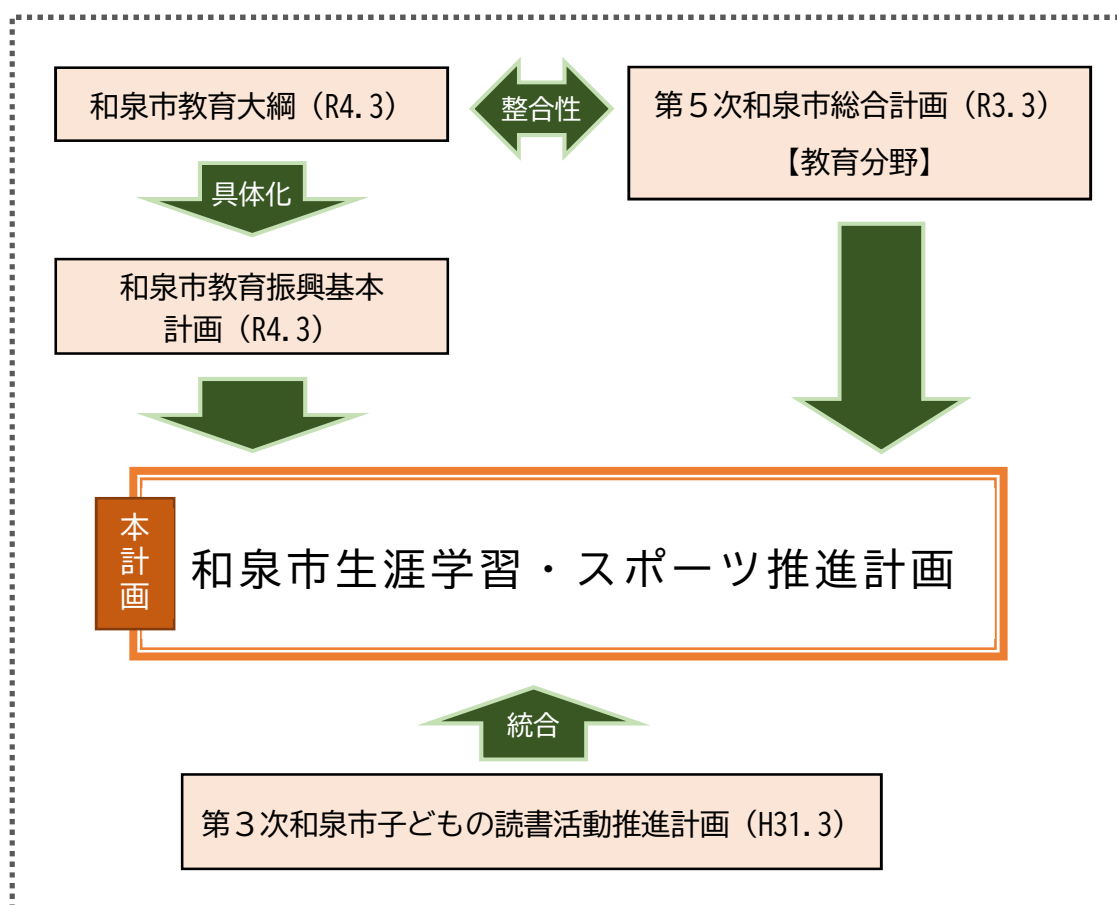 和泉市教育大綱（R4.3）
整合性
第５次和泉市総合計画（R3.3）
【教育分野】
具体化
和泉市教育振興基本
計画（R4.3）
本計画
和泉市生涯学習・スポーツ推進計画
統合
第３次和泉市子どもの読書活動推進計画（H31.3）